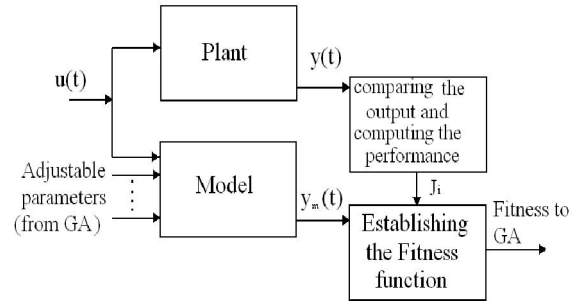 Plant
u(t)
y(t)
comparing the
output and
computing the
performance
Adjustable
parameters
(from GA)
Model
yₘ(t)
Jᵢ
Establishing
the Fitness
function
Fitness to
GA